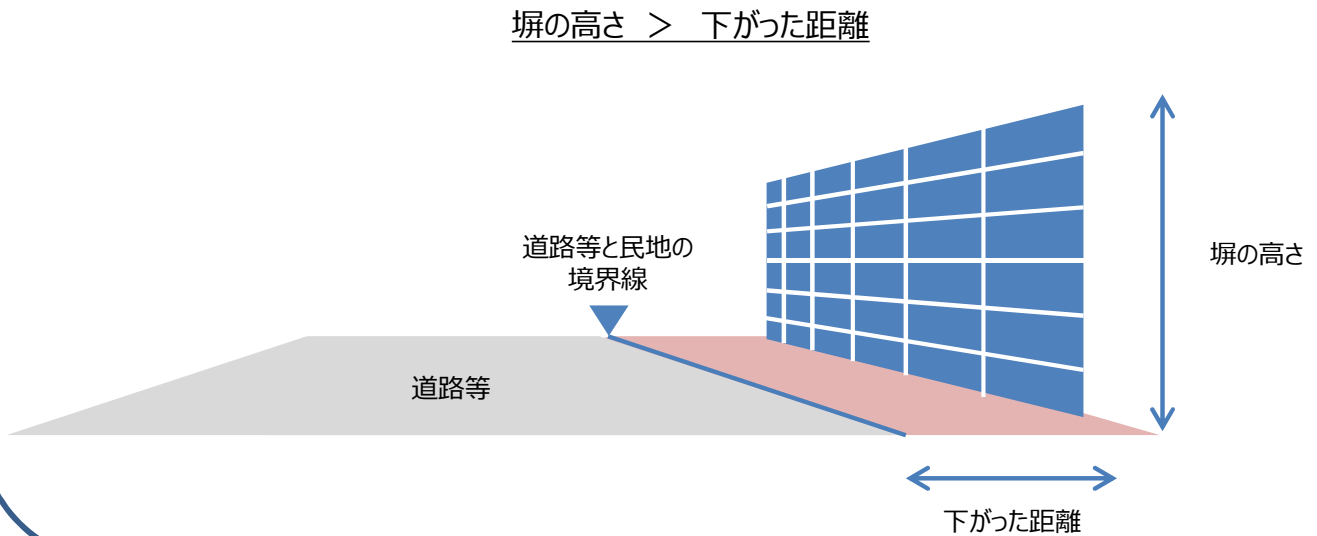 塀の高さ ＞ 下がった距離
道路等と民地の
境界線
塀の高さ
道路等
下がった距離